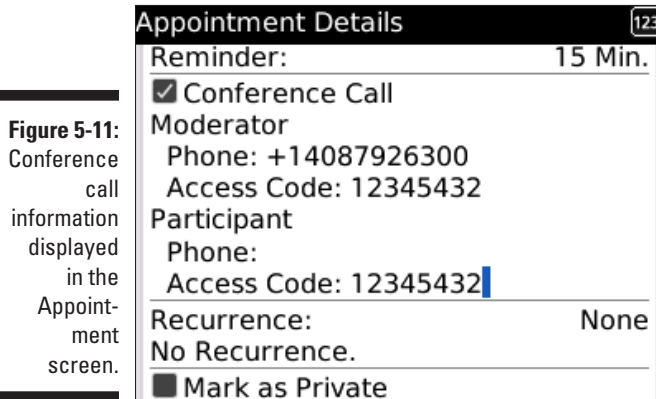 Appointment Details
123
Reminder: 15 Min.
Conference Call
Moderator
Phone: +14087926300
Access Code: 12345432
Participant
Phone:
Access Code: 12345432
Recurrence: None
No Recurrence.
Mark as Private
Figure 5-11:
Conference
call
information
displayed
in the
Appoint-
ment
screen.